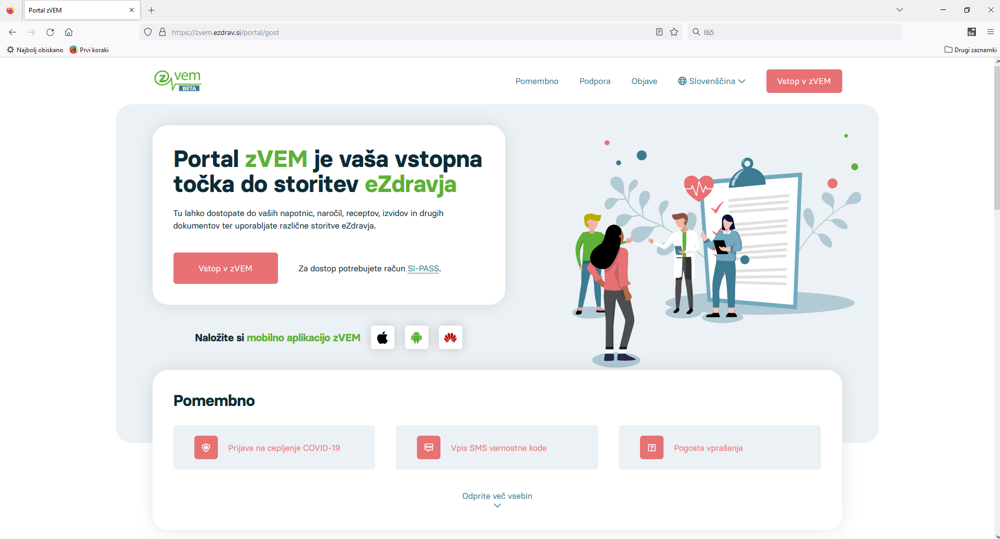 Portal zVEM
https://zvem.ezdrav.si/portal/gost
Išči
Se
Najbolj obiskano
Prvi koraki
Drugi zaznamki
z vem
BETA
Pomembno
Podpora
Objave
Slovenščina
Vstop v zVEM
Portal zVEM je vaša vstopna
točka do storitev eZdravja
Tu lahko dostopate do vaših napotnic, naročil, receptov, izvidov in drugih
dokumentov ter uporabljate različne storitve eZdravja.
Vstop v zVEM
Za dostop potrebujete račun SI-PASS.
Naložite si mobilno aplikacijo zVEM
Pomembno
Prijava na cepljenje COVID-19
SMS
Vpis SMS varnostne kode
?
Pogosta vprašanja
Odprite več vsebin